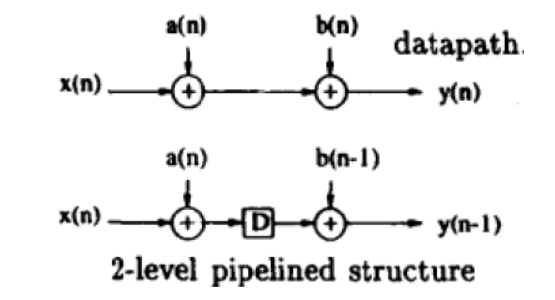 a(n) b(n) datapath.
x(n) + + y(n)
a(n) b(n-1)
x(n) + D + y(n-1)
2-level pipelined structure